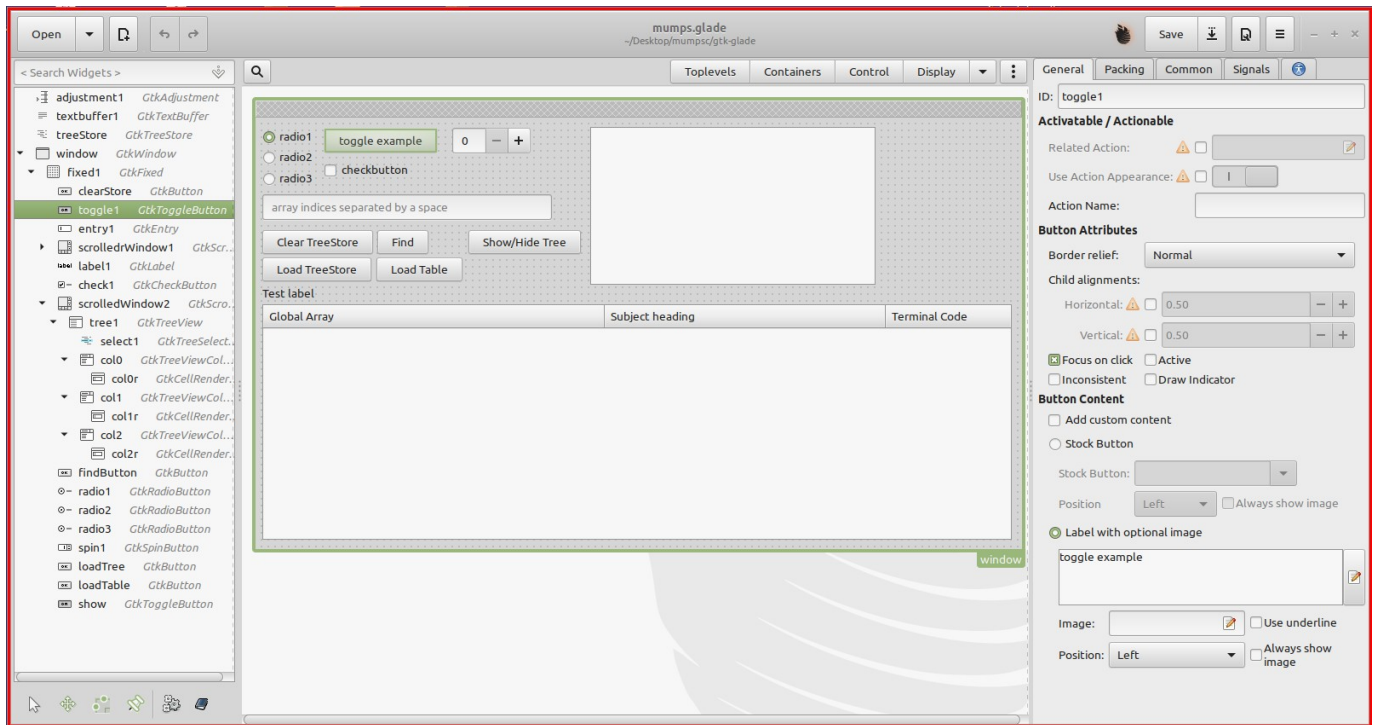 mumps.glade
Open
~/Desktop/mumpsc/gtk-glade
Save
< Search Widgets >
adjustment1 GtkAdjustment
textbuffer1 GtkTextBuffer
treeStore GtkTreeStore
window GtkWindow
fixed1 GtkFixed
clearStore GtkButton
toggle1 GtkToggleButton
entry1 GtkEntry
scrolledrWindow1 GtkScr...
label1 GtkLabel
check1 GtkCheckButton
scrolledWindow2 GtkScro...
tree1 GtkTreeView
select1 GtkTreeSelect...
col0 GtkTreeViewCol...
col0r GtkCellRender...
col1 GtkTreeViewCol...
col1r GtkCellRender...
col2 GtkTreeViewCol...
col2r GtkCellRender...
findButton GtkButton
radio1 GtkRadioButton
radio2 GtkRadioButton
radio3 GtkRadioButton
spin1 GtkSpinButton
loadTree GtkButton
loadTable GtkButton
show GtkToggleButton
Toplevels Containers Control Display
radio1 toggle example 0 − +
radio2
checkbutton
radio3
array indices separated by a space
Clear TreeStore Find Show/Hide Tree
Load TreeStore Load Table
Test label
Global Array Subject heading Terminal Code
window
General Packing Common Signals
ID: toggle1
Activatable / Actionable
Related Action:
Use Action Appearance:
Action Name:
Button Attributes
Border relief: Normal
Child alignments:
Horizontal: 0.50 − +
Vertical: 0.50 − +
Focus on click Active
Inconsistent Draw Indicator
Button Content
Add custom content
Stock Button
Stock Button:
Position Left Always show image
Label with optional image
toggle example
Image: Use underline
Position: Left Always show
image